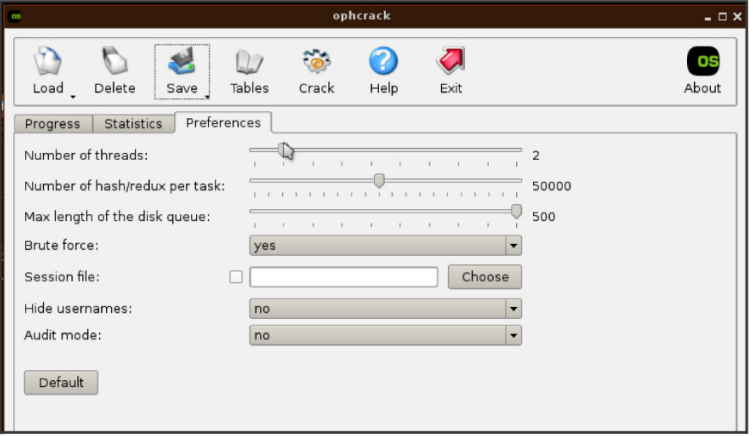 OS ophcrack
Load Delete Save Tables Crack Help Exit OS About
Progress Statistics Preferences
Number of threads: 2
Number of hash/redux per task: 50000
Max length of the disk queue: 500
Brute force: yes
Session file: Choose
Hide usernames: no
Audit mode: no
Default